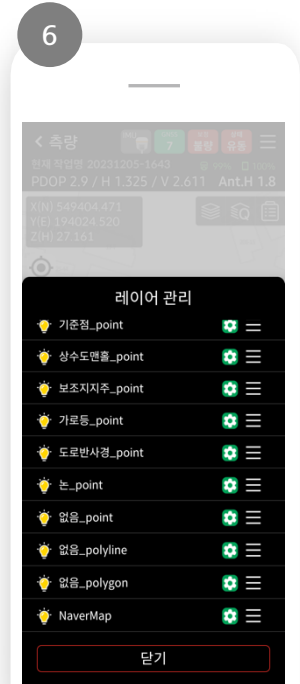 6
측량
7
불량
유동
현재 작업명 20231205-1643
PDOP 2.9 / H 1.325 / V 2.611 Ant.H 1.8
X(N) 549404.471
Y(E) 194024.520
Z(H) 27.161
레이어 관리
기준점_point
상수도맨홀_point
보조지지주_point
가로등_point
도로반사경_point
논_point
없음_point
없음_polyline
없음_polygon
NaverMap
닫기